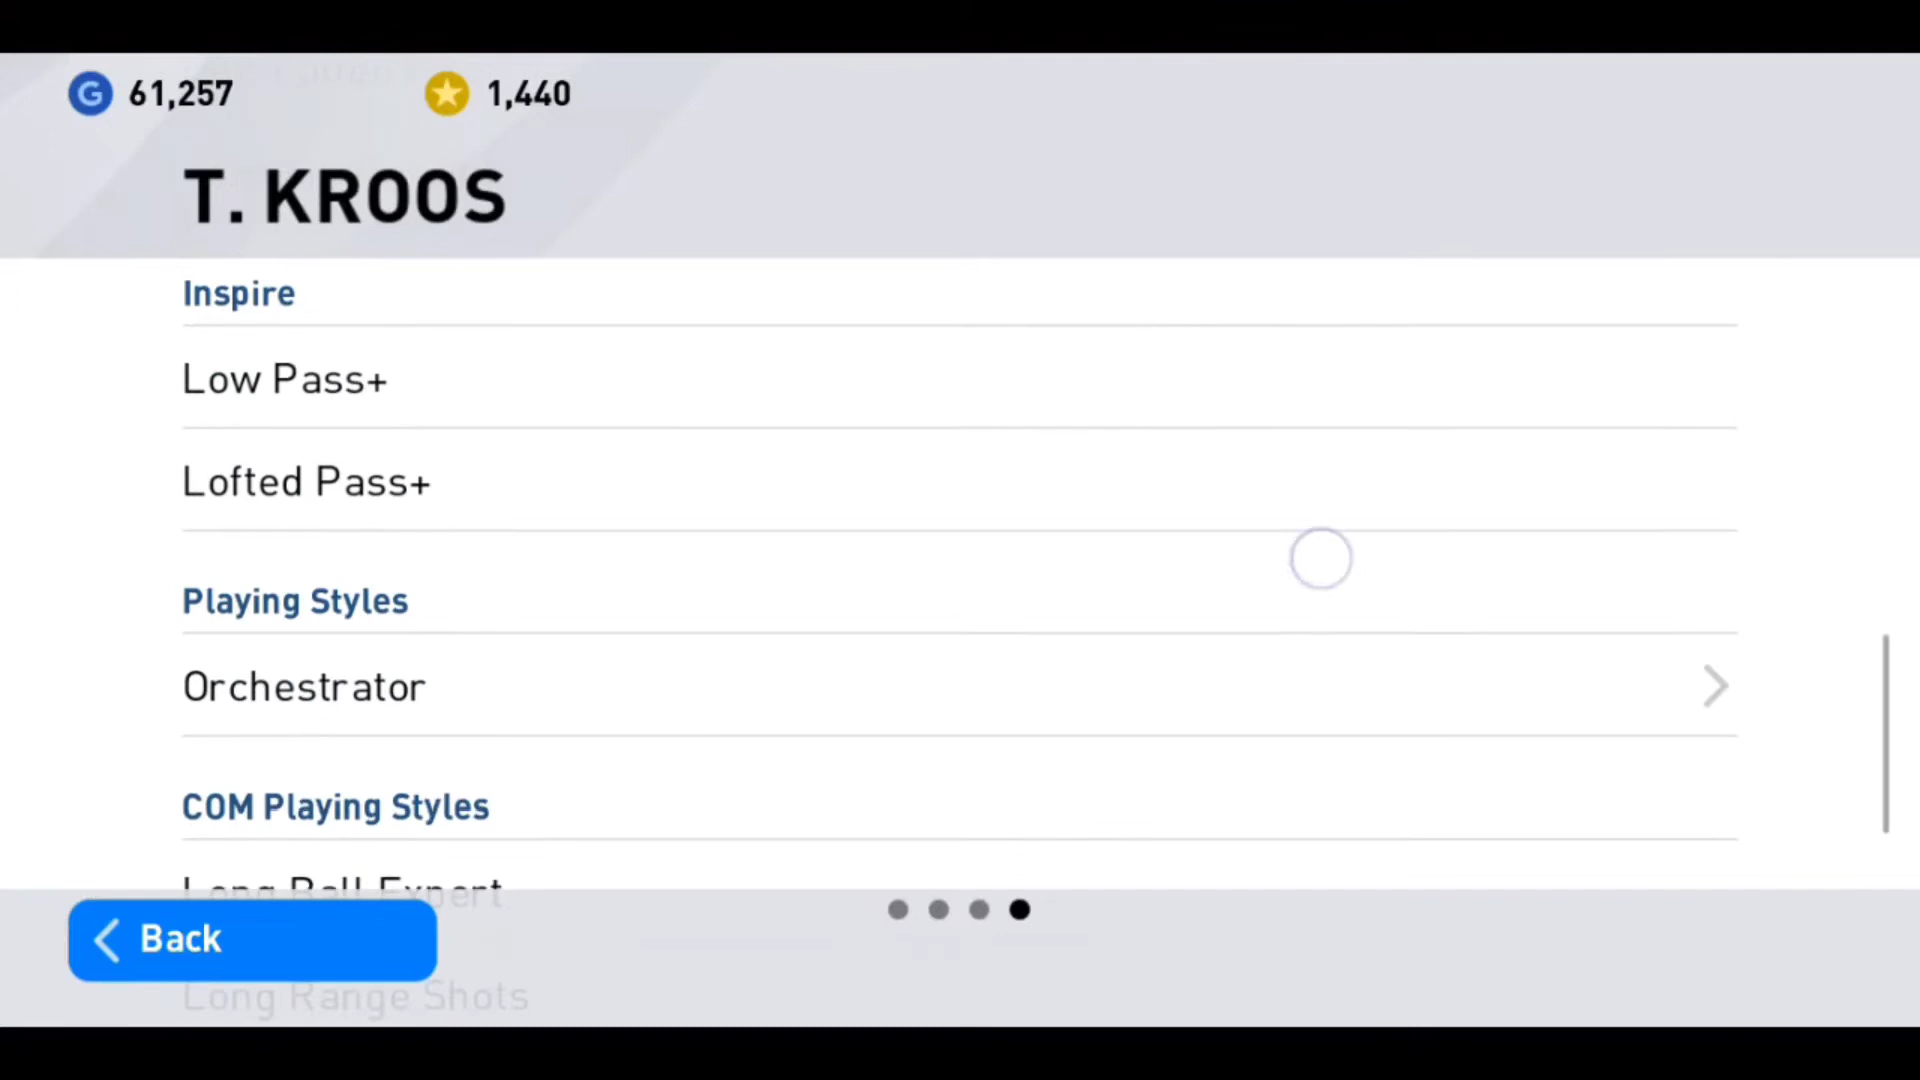 G 61,257 1,440
T. KROOS
Inspire
Low Pass+
Lofted Pass+
Playing Styles
Orchestrator
COM Playing Styles
Long Ball Expert
Back
Long Range Shots